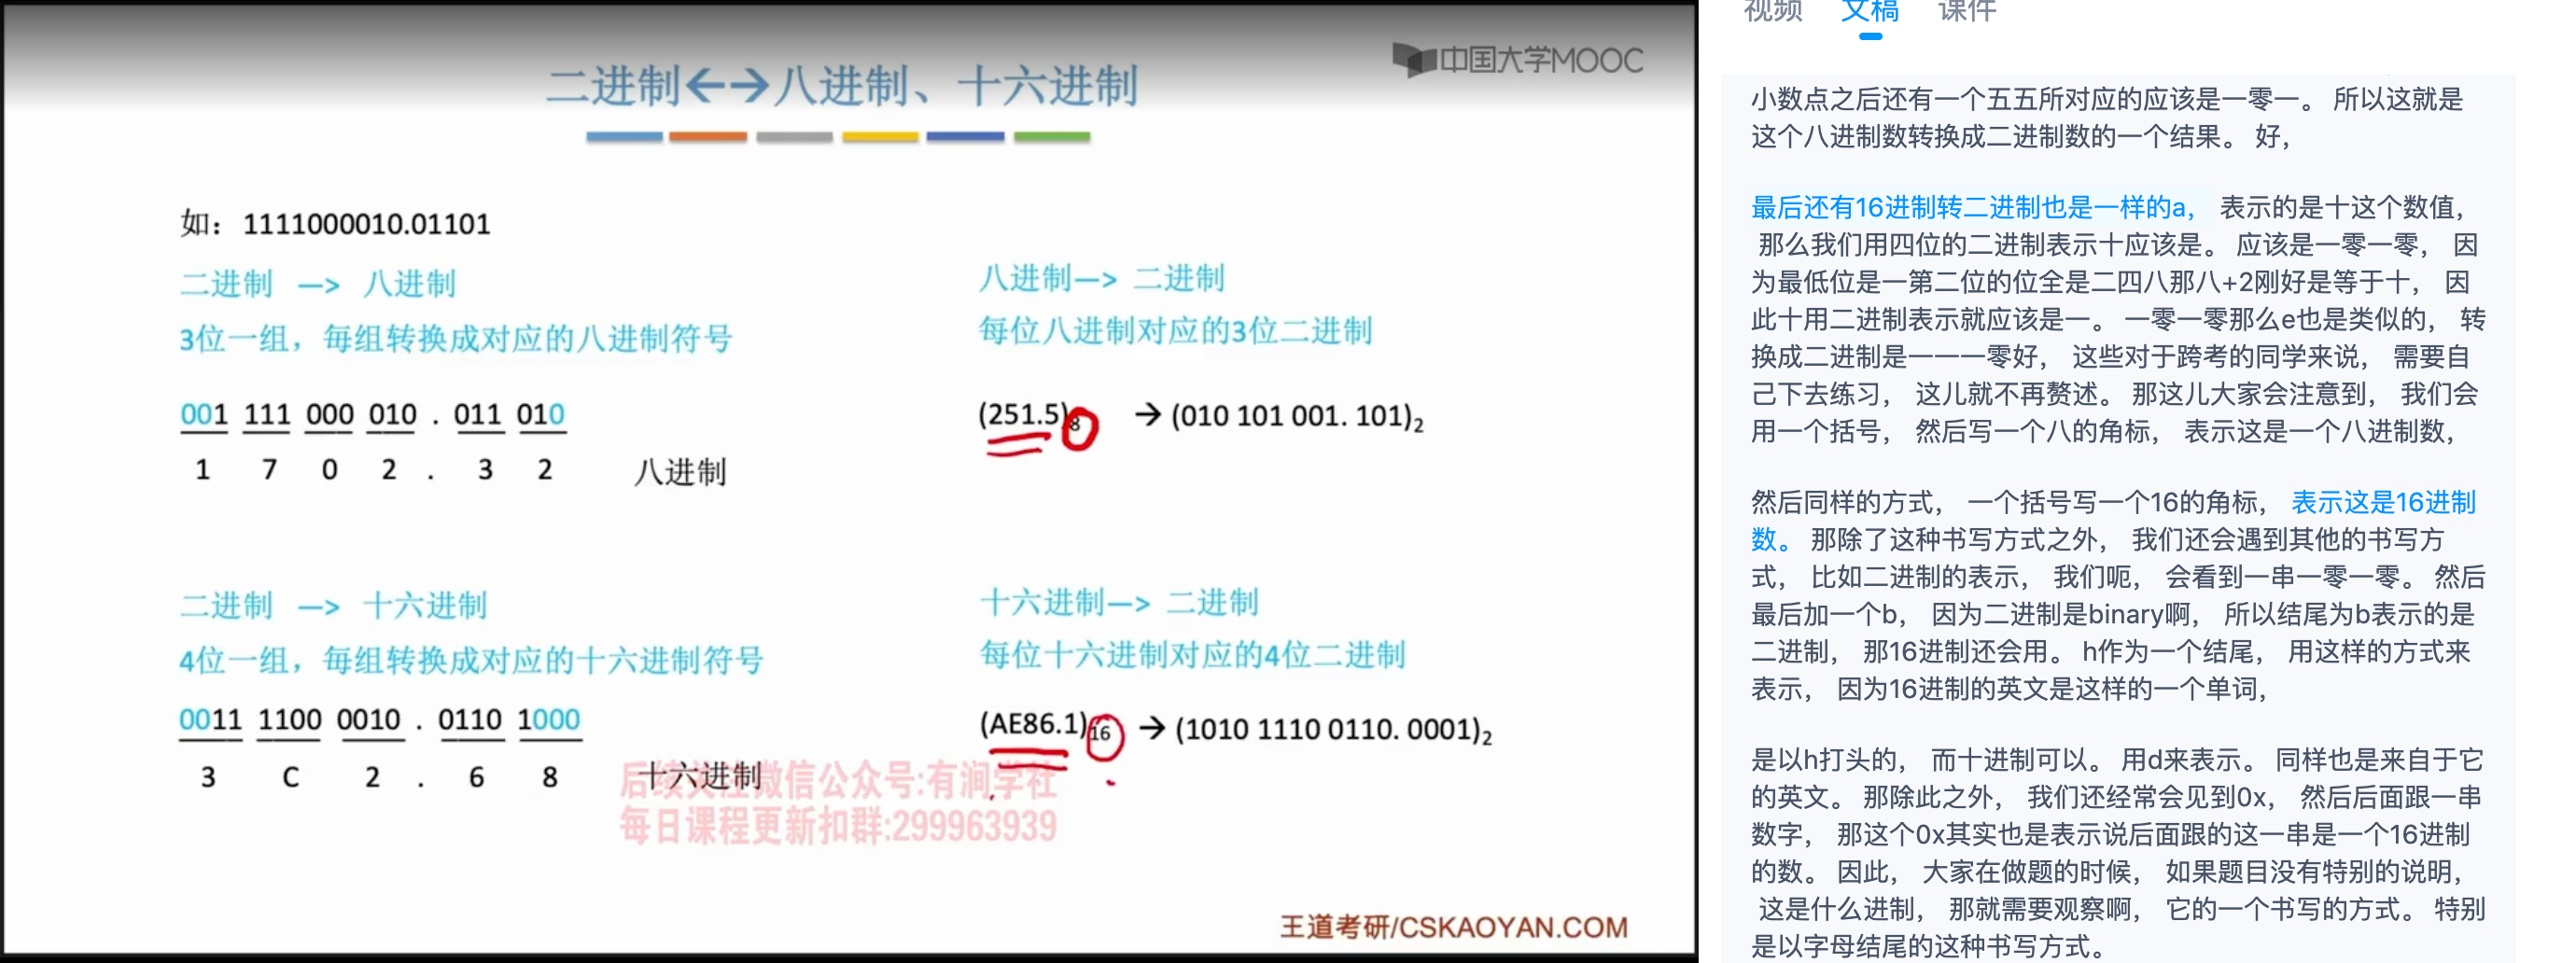 中国大学MOOC
二进制←→八进制、十六进制
如：1111000010.01101
二进制 —> 八进制
3位一组，每组转换成对应的八进制符号
001 111 000 010 . 011 010
1 7 0 2 . 3 2 八进制
八进制—> 二进制
每位八进制对应的3位二进制
(251.5)8 → (010 101 001. 101)2
二进制 —> 十六进制
4位一组，每组转换成对应的十六进制符号
0011 1100 0010 . 0110 1000
3 C 2 . 6 8 十六进制
十六进制—> 二进制
每位十六进制对应的4位二进制
(AE86.1)16 → (1010 1110 0110. 0001)2
后续关注微信公众号:有涧学社
每日课程更新扣群:299963939
王道考研/CSKAOYAN.COM
视频 文稿 课件
小数点之后还有一个五五所对应的应该是一零一。 所以这就是
这个八进制数转换成二进制数的一个结果。 好，
最后还有16进制转二进制也是一样的a， 表示的是十这个数值，
那么我们用四位的二进制表示十应该是。 应该是一零一零， 因
为最低位是一第二位的位全是二四八那八+2刚好是等于十， 因
此十用二进制表示就应该是一。 一零一零那么e也是类似的， 转
换成二进制是一一一零好， 这些对于跨考的同学来说， 需要自
己下去练习， 这儿就不再赘述。 那这儿大家会注意到， 我们会
用一个括号， 然后写一个八的角标， 表示这是一个八进制数，
然后同样的方式， 一个括号写一个16的角标， 表示这是16进制
数。 那除了这种书写方式之外， 我们还会遇到其他的书写方
式， 比如二进制的表示， 我们呃， 会看到一串一零一零。 然后
最后加一个b， 因为二进制是binary啊， 所以结尾为b表示的是
二进制， 那16进制还会用。 h作为一个结尾， 用这样的方式来
表示， 因为16进制的英文是这样的一个单词，
是以h打头的， 而十进制可以。 用d来表示。 同样也是来自于它
的英文。 那除此之外， 我们还经常会见到0x， 然后后面跟一串
数字， 那这个0x其实也是表示说后面跟的这一串是一个16进制
的数。 因此， 大家在做题的时候， 如果题目没有特别的说明，
这是什么进制， 那就需要观察啊， 它的一个书写的方式。 特别
是以字母结尾的这种书写方式。